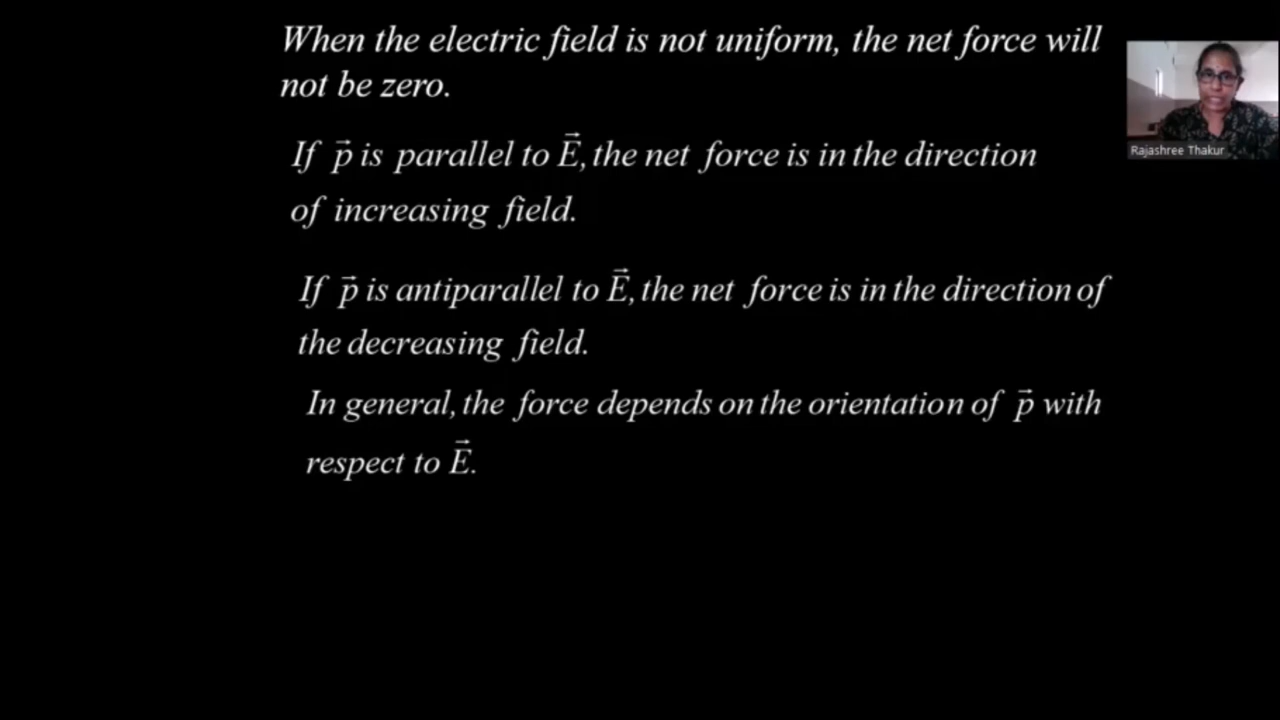 When the electric field is not uniform, the net force will
not be zero.
If p⃗ is parallel to E⃗, the net force is in the direction
of increasing field.
If p⃗ is antiparallel to E⃗, the net force is in the direction of
the decreasing field.
In general, the force depends on the orientation of p⃗ with
respect to E⃗.
Rajashree Thakur